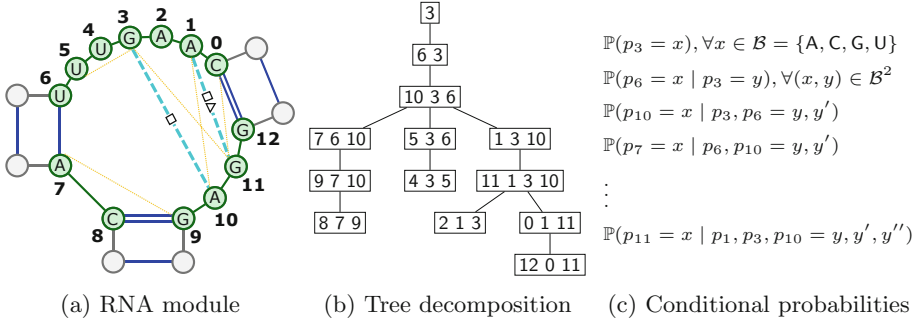 3 2
4 1
5 G A A 0
U U C
6
U
G
12
A G
7 11
A
C G 10
8 9
(a) RNA module
3
6 3
10 3 6
7 6 10 5 3 6 1 3 10
9 7 10 4 3 5 11 1 3 10
8 7 9 2 1 3 0 1 11
12 0 11
(b) Tree decomposition
ℙ(p₃ = x), ∀x ∈ ℬ = {A, C, G, U}
ℙ(p₆ = x | p₃ = y), ∀(x, y) ∈ ℬ²
ℙ(p₁₀ = x | p₃, p₆ = y, y′)
ℙ(p₇ = x | p₆, p₁₀ = y, y′)
⋮
ℙ(p₁₁ = x | p₁, p₃, p₁₀ = y, y′, y″)
(c) Conditional probabilities